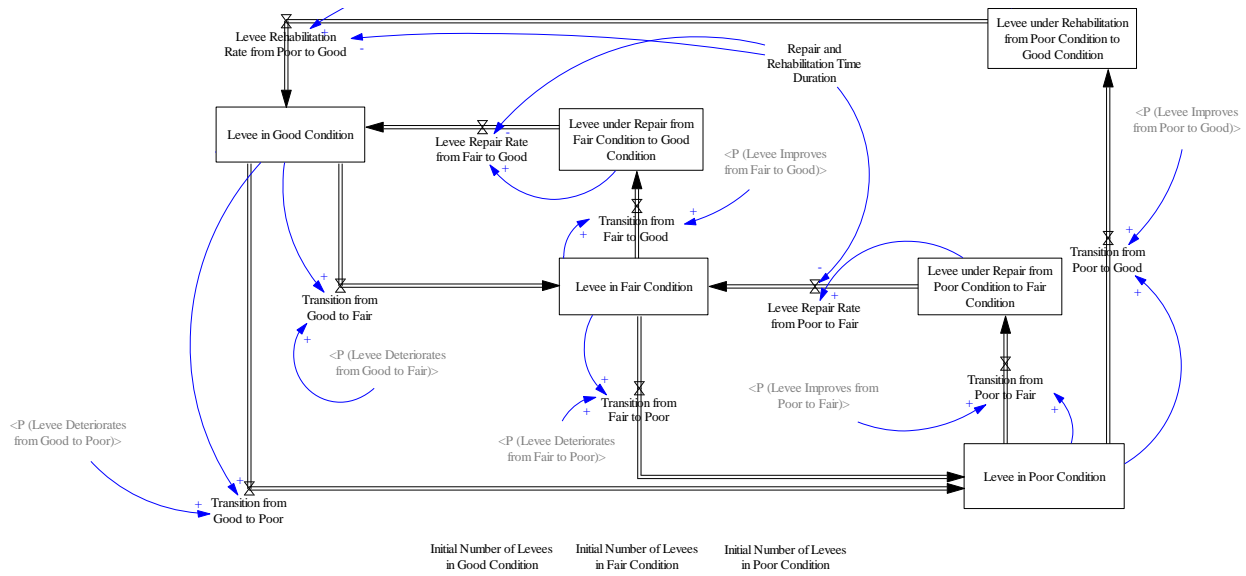 Levee Rehabilitation
Rate from Poor to Good
+
-
Repair and
Rehabilitation Time
Duration
Levee under Rehabilitation
from Poor Condition to
Good Condition
Levee in Good Condition
Levee Repair Rate
from Fair to Good
-
+
Levee under Repair from
Fair Condition to Good
Condition
<P (Levee Improves
from Fair to Good)>
<P (Levee Improves
from Poor to Good)>
+
Transition from
Fair to Good
+
+
+
Transition from
Poor to Good
+
+
Transition from
Good to Fair
+
Levee in Fair Condition
-
+
Levee Repair Rate
from Poor to Fair
Levee under Repair from
Poor Condition to Fair
Condition
<P (Levee Deteriorates
from Good to Fair)>
+
Transition from
Fair to Poor
+
<P (Levee Improves from
Poor to Fair)>
Transition from
Poor to Fair
+
+
<P (Levee Deteriorates
from Good to Poor)>
<P (Levee Deteriorates
from Fair to Poor)>
Levee in Poor Condition
+
+
Transition from
Good to Poor
Initial Number of Levees
in Good Condition
Initial Number of Levees
in Fair Condition
Initial Number of Levees
in Poor Condition